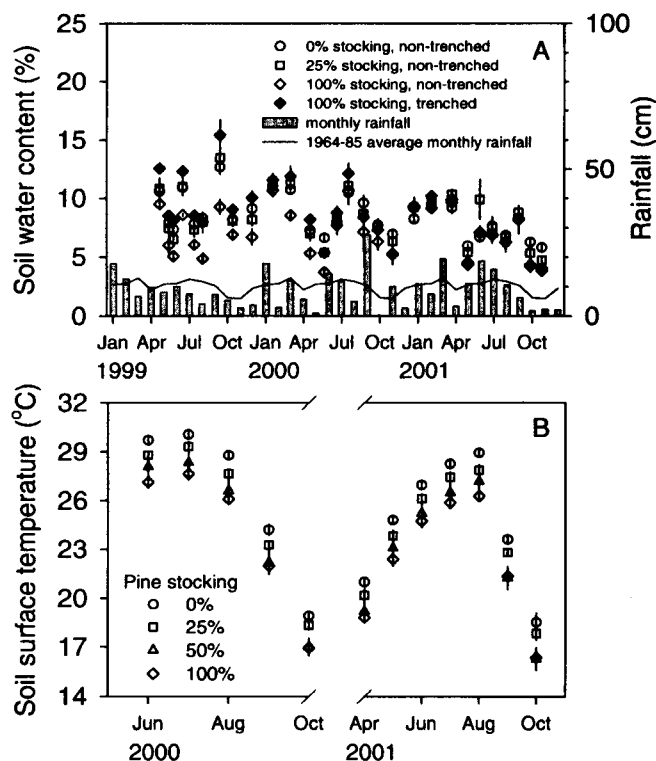 A
Soil water content (%)
25
20
15
10
5
0
Rainfall (cm)
100
50
0
0% stocking, non-trenched
25% stocking, non-trenched
100% stocking, non-trenched
100% stocking, trenched
monthly rainfall
1964-85 average monthly rainfall
Jan Apr Jul Oct Jan Apr Jul Oct Jan Apr Jul Oct
1999 2000 2001
B
Soil surface temperature (°C)
32
29
26
23
20
17
14
Pine stocking
0%
25%
50%
100%
Jun Aug Oct Apr Jun Aug Oct
2000 2001